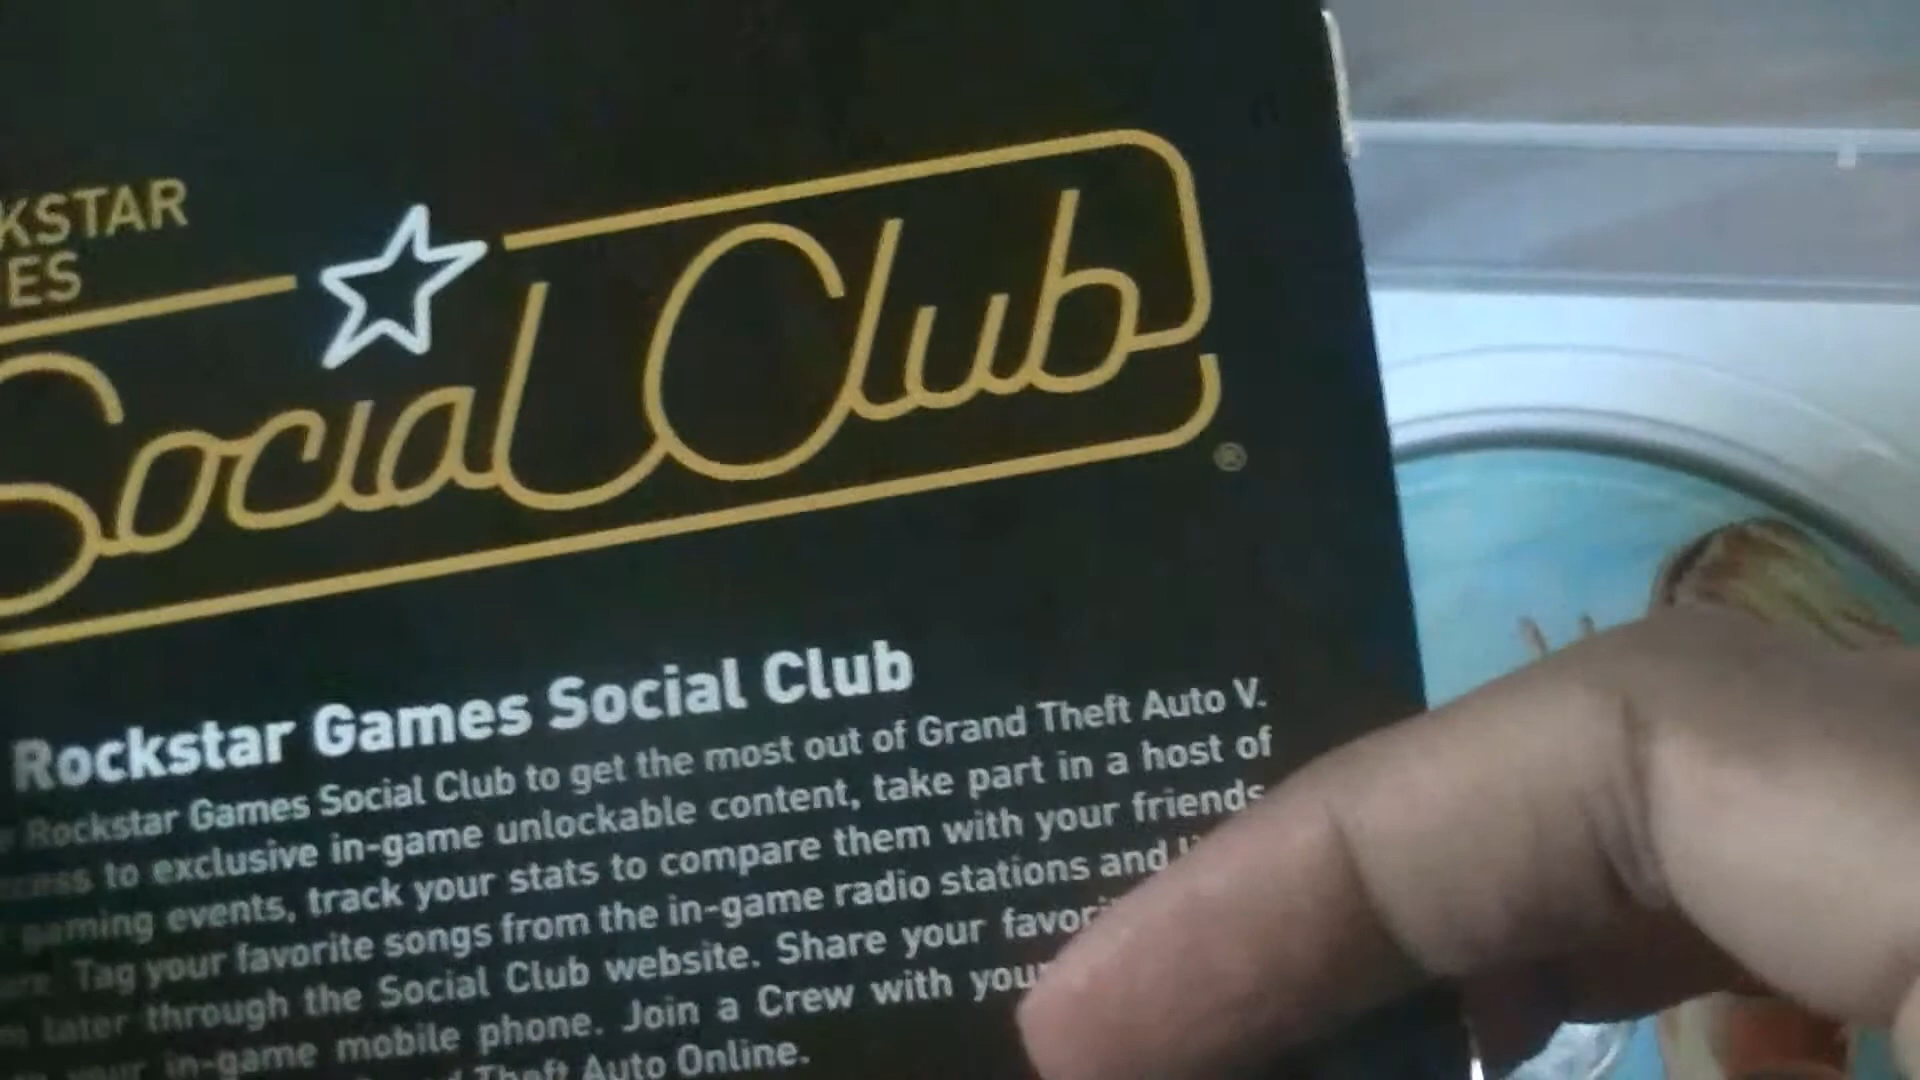 KSTAR
ES
Social Club
®
Rockstar Games Social Club
Rockstar Games Social Club to get the most out of Grand Theft Auto V.
to exclusive in-game unlockable content, take part in a host of
gaming events, track your stats to compare them with your friends
Tag your favorite songs from the in-game radio stations and
later through the Social Club website. Share your favor
your in-game mobile phone. Join a Crew with your
Theft Auto Online.